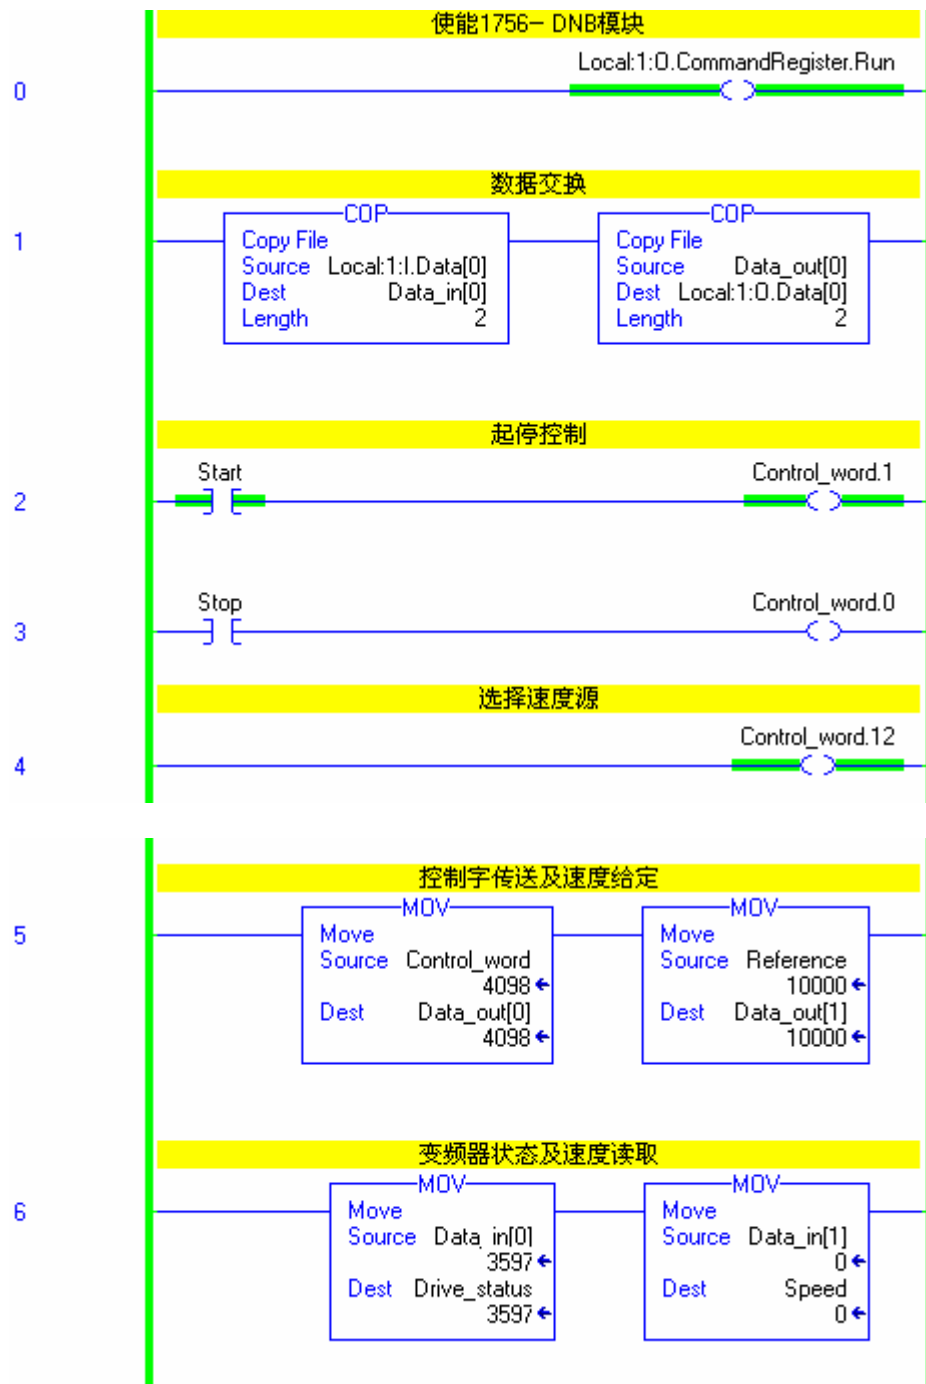 使能1756- DNB模块
Local:1:O.CommandRegister.Run
0
数据交换
1
COP
Copy File
Source Local:1:I.Data[0]
Dest Data_in[0]
Length 2
COP
Copy File
Source Data_out[0]
Dest Local:1:O.Data[0]
Length 2
起停控制
Start Control_word.1
2
Stop Control_word.0
3
选择速度源
Control_word.12
4
控制字传送及速度给定
5
MOV
Move
Source Control_word
4098
Dest Data_out[0]
4098
MOV
Move
Source Reference
10000
Dest Data_out[1]
10000
变频器状态及速度读取
6
MOV
Move
Source Data_in[0]
3597
Dest Drive_status
3597
MOV
Move
Source Data_in[1]
0
Dest Speed
0